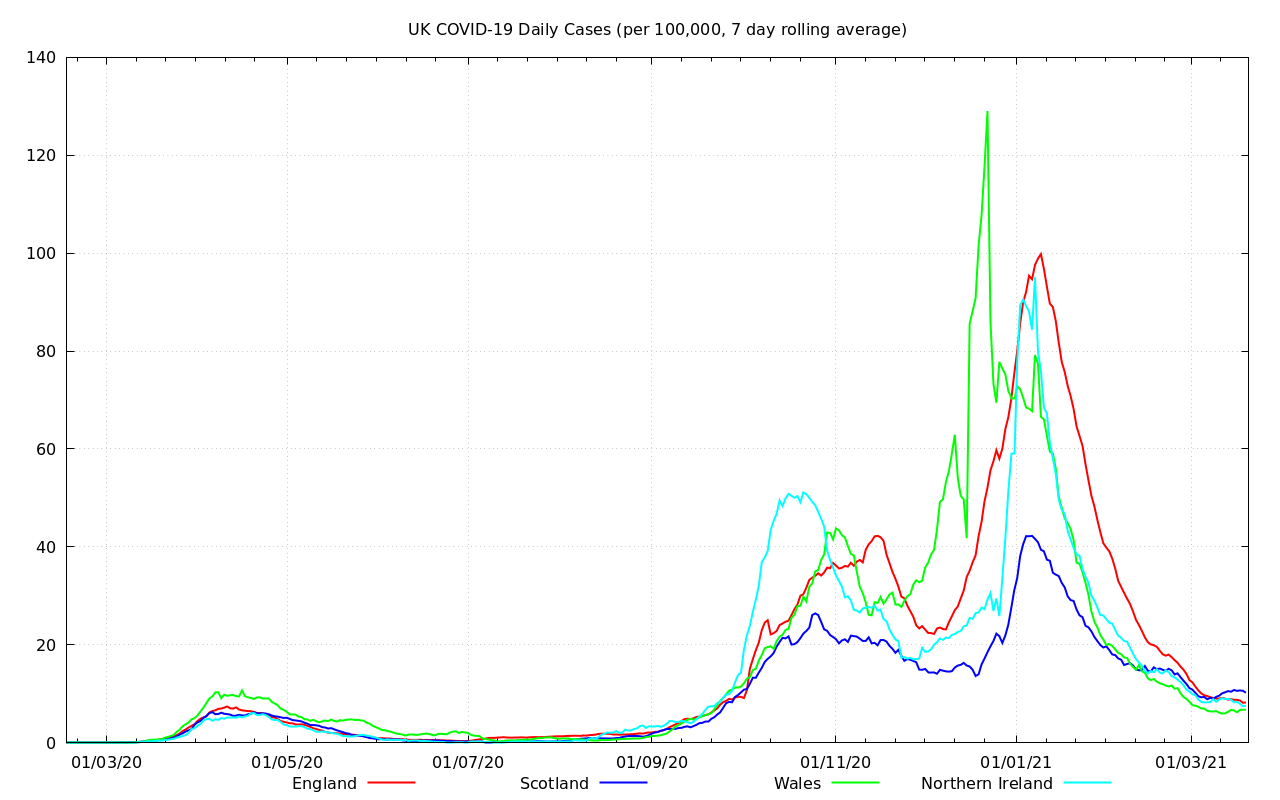 UK COVID-19 Daily Cases (per 100,000, 7 day rolling average)
140
120
100
80
60
40
20
0
01/03/20 01/05/20 01/07/20 01/09/20 01/11/20 01/01/21 01/03/21
England Scotland Wales Northern Ireland